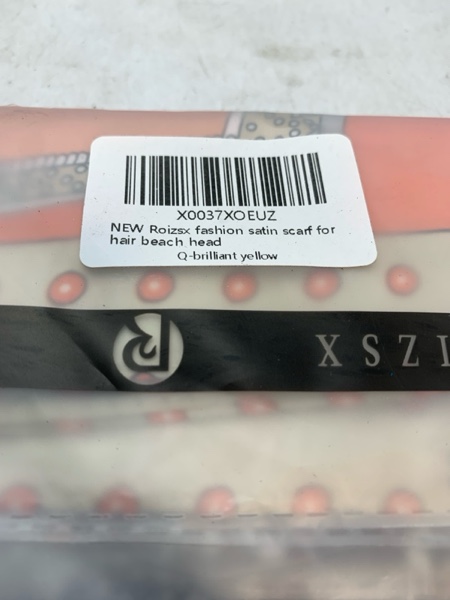 X0037XOEUZ
NEW Roizsx fashion satin scarf for
hair beach head
Q-brilliant yellow
R
XSZI